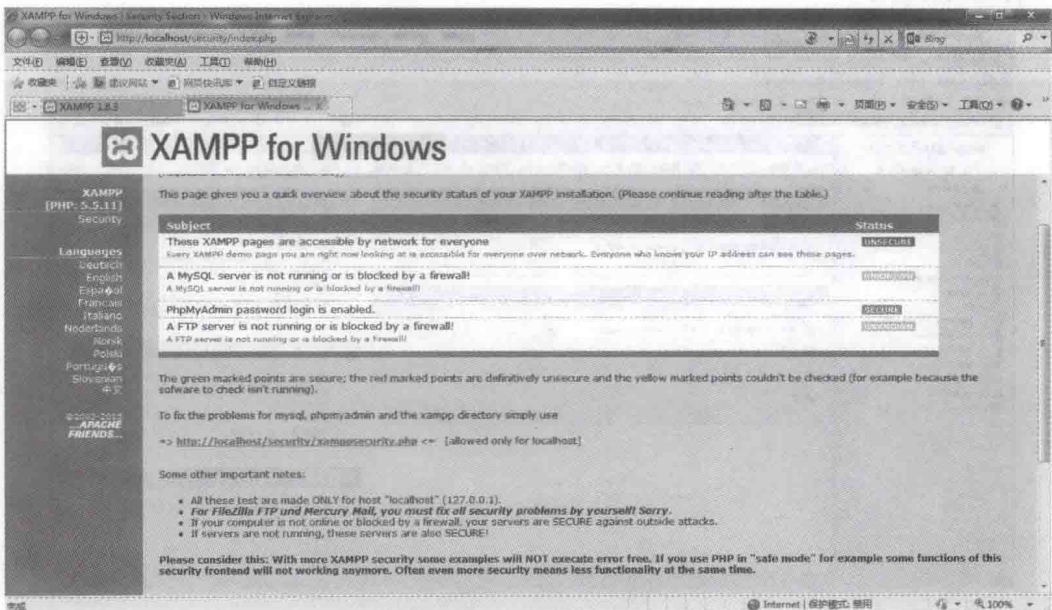 XAMPP for Windows | Security Section - Windows Internet Explorer
http://localhost/security/index.php
Bing
文件(F) 编辑(E) 查看(V) 收藏夹(A) 工具(T) 帮助(H)
收藏夹 建议网站 网页快讯库 自定义链接
XAMPP 1.8.3 XAMPP for Windows ... X
页面(P) 安全(S) 工具(O)
XAMPP for Windows
XAMPP
[PHP: 5.5.11]
Security
Languages
Deutsch
English
Espa�ol
Francais
Italiano
Nederlands
Norsk
Polski
Portugu�s
Slovenian
中文
...APACHE
FRIENDS...
This page gives you a quick overview about the security status of your XAMPP installation. (Please continue reading after the table.)
Subject Status
These XAMPP pages are accessible by network for everyone UNSECURE
Every XAMPP demo page you are right now looking at is accessible for everyone over network. Everyone who knows your IP address can see these pages.
A MySQL server is not running or is blocked by a firewall! UNKNOWN
A MySQL server is not running or is blocked by a firewall!
PhpMyAdmin password login is enabled. SECURE
A FTP server is not running or is blocked by a firewall! UNKNOWN
A FTP server is not running or is blocked by a firewall!
The green marked points are secure; the red marked points are definitively unsecure and the yellow marked points couldn't be checked (for example because the
sofware to check isn't running).
To fix the problems for mysql, phpmyadmin and the xampp directory simply use
=> http://localhost/security/xamppsecurity.php <= [allowed only for localhost]
Some other important notes:
• All these test are made ONLY for host "localhost" (127.0.0.1).
• For FileZilla FTP und Mercury Mail, you must fix all security problems by yourself! Sorry.
• If your computer is not online or blocked by a firewall, your servers are SECURE against outside attacks.
• If servers are not running, these servers are also SECURE!
Please consider this: With more XAMPP security some examples will NOT execute error free. If you use PHP in "safe mode" for example some functions of this
security frontend will not working anymore. Often even more security means less functionality at the same time.
完成 Internet | 保护模式: 禁用 100%